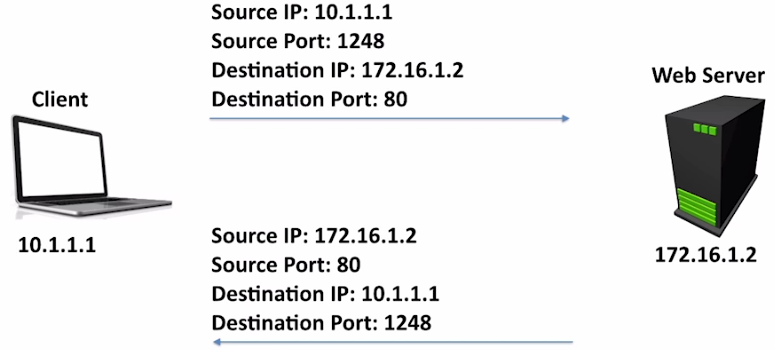 Source IP: 10.1.1.1
Source Port: 1248
Destination IP: 172.16.1.2
Destination Port: 80
Client
Web Server
10.1.1.1
172.16.1.2
Source IP: 172.16.1.2
Source Port: 80
Destination IP: 10.1.1.1
Destination Port: 1248